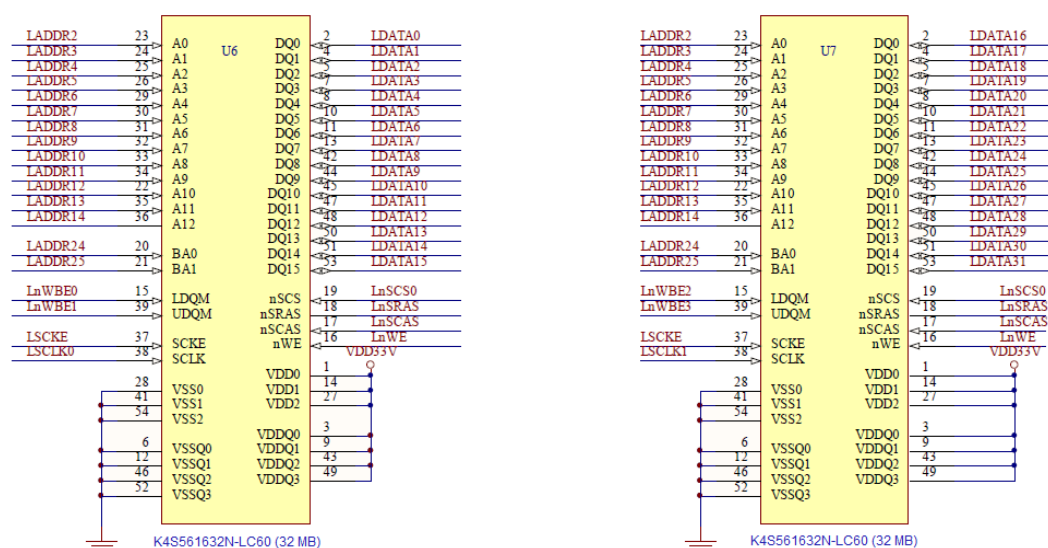 LADDR2 23 A0 U6 DQ0 2 LDATA0
LADDR3 24 A1 DQ1 4 LDATA1
LADDR4 25 A2 DQ2 5 LDATA2
LADDR5 26 A3 DQ3 7 LDATA3
LADDR6 29 A4 DQ4 8 LDATA4
LADDR7 30 A5 DQ5 10 LDATA5
LADDR8 31 A6 DQ6 11 LDATA6
LADDR9 32 A7 DQ7 13 LDATA7
LADDR10 33 A8 DQ8 42 LDATA8
LADDR11 34 A9 DQ9 44 LDATA9
LADDR12 22 A10 DQ10 45 LDATA10
LADDR13 35 A11 DQ11 47 LDATA11
LADDR14 36 A12 DQ12 48 LDATA12
DQ13 50 LDATA13
LADDR24 20 BA0 DQ14 51 LDATA14
LADDR25 21 BA1 DQ15 53 LDATA15
LnWBE0 15 LDQM nSCS 19 LnSCS0
LnWBE1 39 UDQM nSRAS 18 LnSRAS
nSCAS 17 LnSCAS
LSCKE 37 SCKE nWE 16 LnWE
LSCLK0 38 SCLK VDD33V
VDD0 1
28 VSS0 VDD1 14
41 VSS1 VDD2 27
54 VSS2
VDDQ0 3
6 VSSQ0 VDDQ1 9
12 VSSQ1 VDDQ2 43
46 VSSQ2 VDDQ3 49
52 VSSQ3
K4S561632N-LC60 (32 MB)
LADDR2 23 A0 U7 DQ0 2 LDATA16
LADDR3 24 A1 DQ1 4 LDATA17
LADDR4 25 A2 DQ2 5 LDATA18
LADDR5 26 A3 DQ3 7 LDATA19
LADDR6 29 A4 DQ4 8 LDATA20
LADDR7 30 A5 DQ5 10 LDATA21
LADDR8 31 A6 DQ6 11 LDATA22
LADDR9 32 A7 DQ7 13 LDATA23
LADDR10 33 A8 DQ8 42 LDATA24
LADDR11 34 A9 DQ9 44 LDATA25
LADDR12 22 A10 DQ10 45 LDATA26
LADDR13 35 A11 DQ11 47 LDATA27
LADDR14 36 A12 DQ12 48 LDATA28
DQ13 50 LDATA29
LADDR24 20 BA0 DQ14 51 LDATA30
LADDR25 21 BA1 DQ15 53 LDATA31
LnWBE2 15 LDQM nSCS 19 LnSCS0
LnWBE3 39 UDQM nSRAS 18 LnSRAS
nSCAS 17 LnSCAS
LSCKE 37 SCKE nWE 16 LnWE
LSCLK1 38 SCLK VDD33V
VDD0 1
28 VSS0 VDD1 14
41 VSS1 VDD2 27
54 VSS2
VDDQ0 3
6 VSSQ0 VDDQ1 9
12 VSSQ1 VDDQ2 43
46 VSSQ2 VDDQ3 49
52 VSSQ3
K4S561632N-LC60 (32 MB)